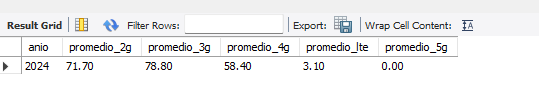 Result Grid Filter Rows: Export: Wrap Cell Content: IA
anio promedio_2g promedio_3g promedio_4g promedio_lte promedio_5g
2024 71.70 78.80 58.40 3.10 0.00